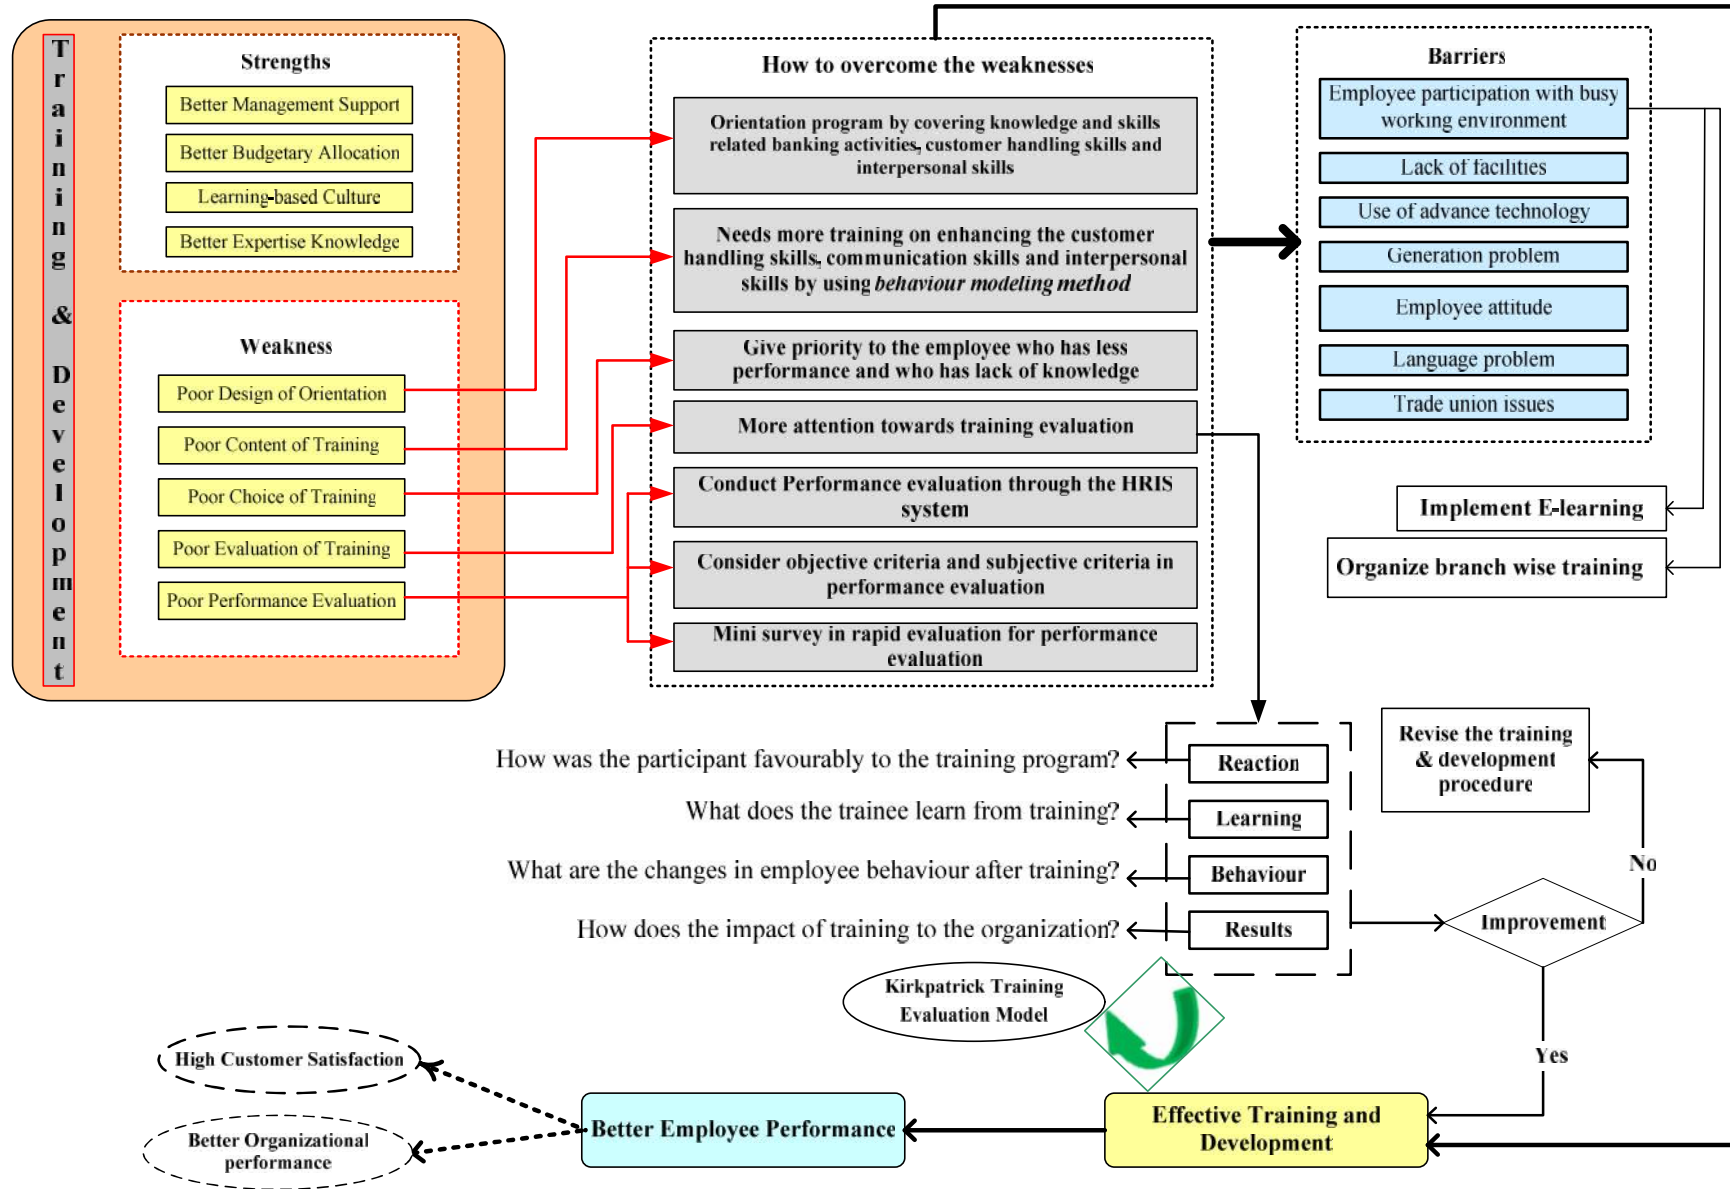 Training & Development
Strengths
Better Management Support
Better Budgetary Allocation
Learning-based Culture
Better Expertise Knowledge
Weakness
Poor Design of Orientation
Poor Content of Training
Poor Choice of Training
Poor Evaluation of Training
Poor Performance Evaluation
How to overcome the weaknesses
Orientation program by covering knowledge and skills
related banking activities, customer handling skills and
interpersonal skills
Needs more training on enhancing the customer
handling skills, communication skills and interpersonal
skills by using behaviour modeling method
Give priority to the employee who has less
performance and who has lack of knowledge
More attention towards training evaluation
Conduct Performance evaluation through the HRIS
system
Consider objective criteria and subjective criteria in
performance evaluation
Mini survey in rapid evaluation for performance
evaluation
Barriers
Employee participation with busy
working environment
Lack of facilities
Use of advance technology
Generation problem
Employee attitude
Language problem
Trade union issues
Implement E-learning
Organize branch wise training
How was the participant favourably to the training program?
Reaction
What does the trainee learn from training?
Learning
What are the changes in employee behaviour after training?
Behaviour
How does the impact of training to the organization?
Results
Revise the training
& development
procedure
No
Improvement
Yes
Kirkpatrick Training
Evaluation Model
High Customer Satisfaction
Better Organizational
performance
Better Employee Performance
Effective Training and
Development